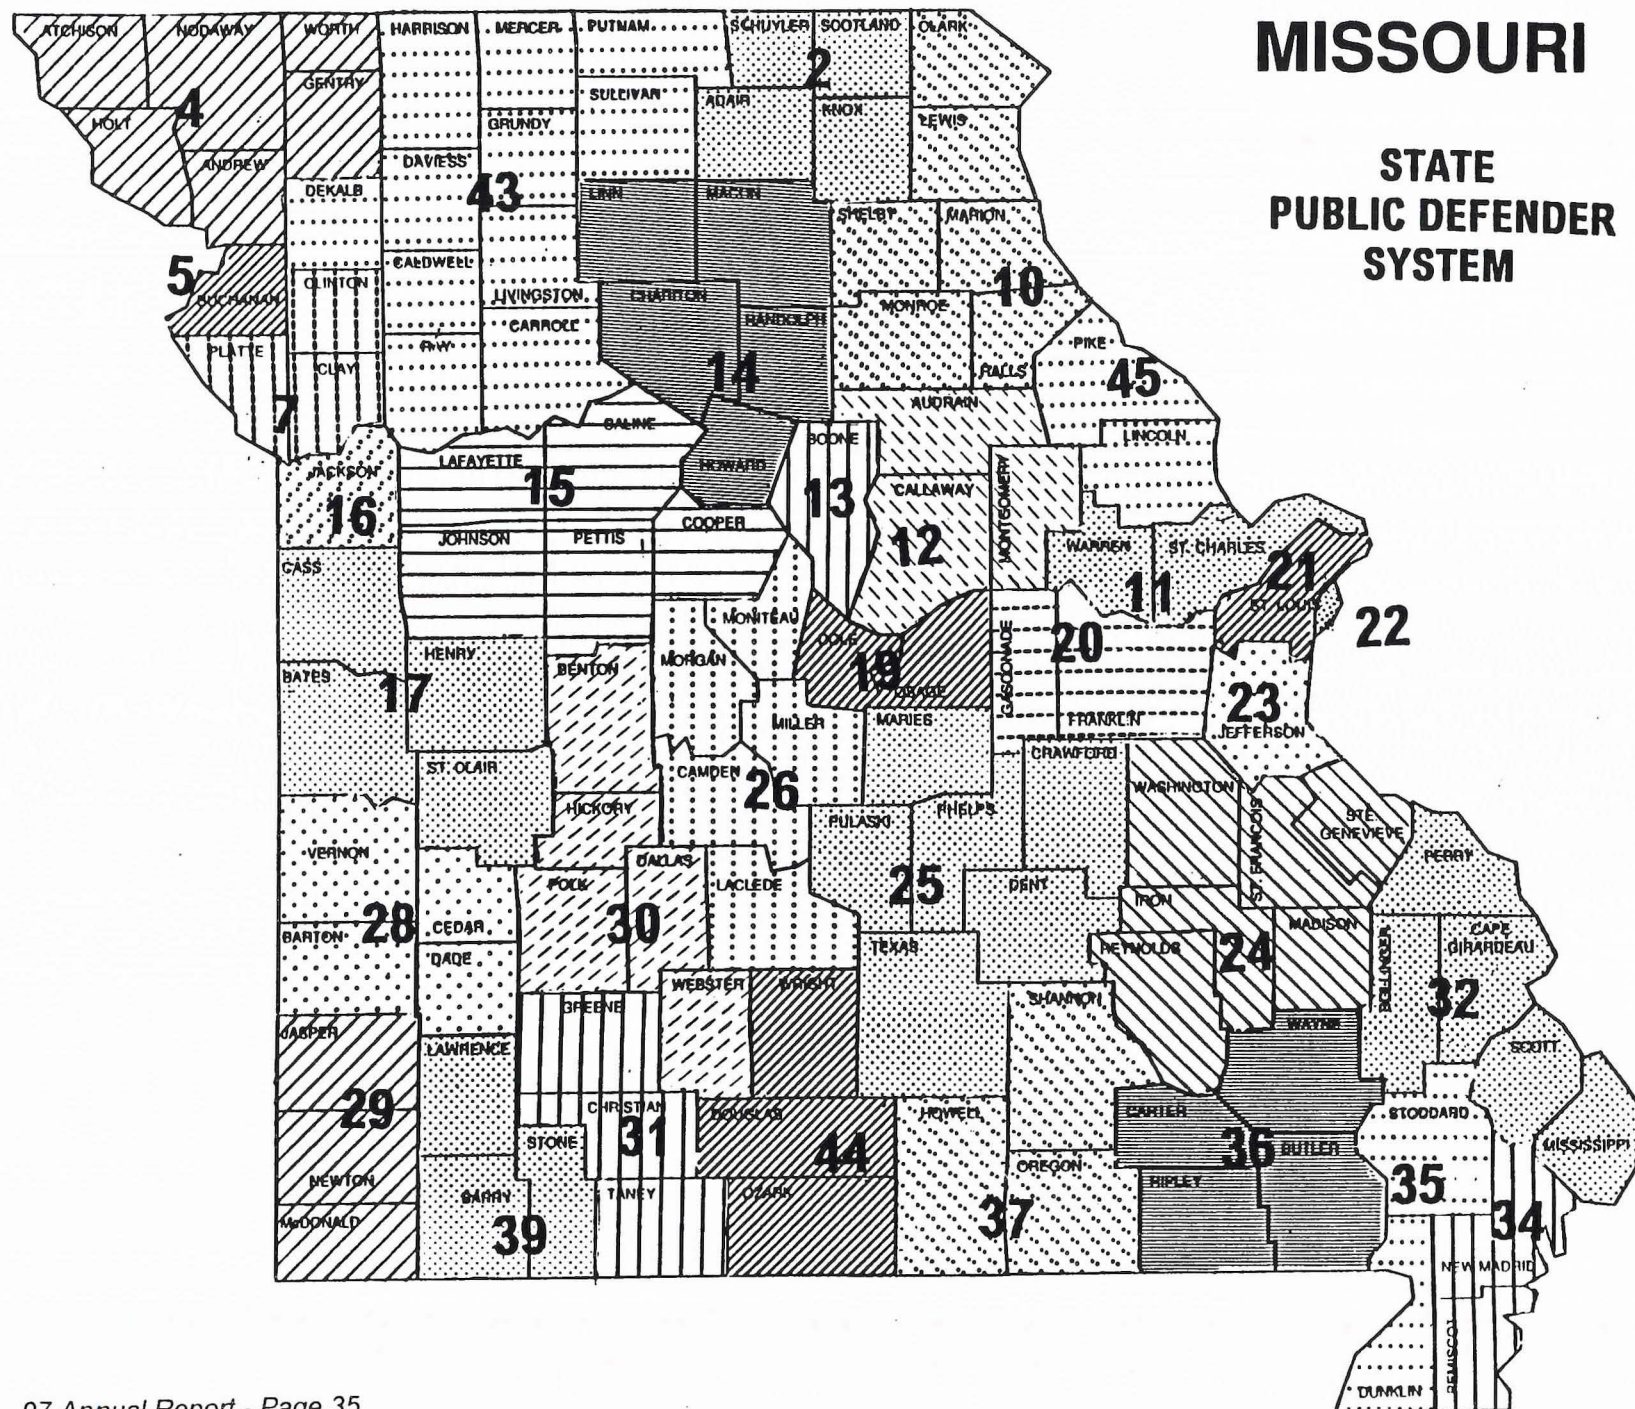 MISSOURI
STATE
PUBLIC DEFENDER
SYSTEM
ATCHISON NODAWAY WORTH HARRISON MERCER PUTNAM SCHUYLER SCOTLAND CLARK
2
GENTRY SULLIVAN ADAIR KNOX LEWIS
4
HOLT GRUNDY
ANDREW DAVIESS
DEKALB 43 LINN MACON SHELBY MARION
5
CALDWELL
BUCHANAN CLINTON LIVINGSTON CHARITON MONROE 10
CARROLL RANDOLPH
PLATTE RAY PIKE
CLAY 14 RALLS 45
7 AUDRAIN
SALINE BOONE LINCOLN
JACKSON LAFAYETTE HOWARD
16 15 13 CALLAWAY MONTGOMERY
COOPER
JOHNSON PETTIS 12 WARREN ST. CHARLES
CASS 11 21
MONITEAU ST. LOUIS 22
COLE 20
HENRY BENTON MORGAN 19 GASCONADE
BATES 17 OSAGE 23
MILLER MARIES FRANKLIN JEFFERSON
ST. CLAIR CRAWFORD
CAMDEN 26 WASHINGTON
HICKORY PULASKI PHELPS ST. FRANCOIS STE.
GENEVIEVE
VERNON DALLAS PERRY
POLK LACLEDE 25 DENT
IRON
28 CEDAR 30 MADISON
BARTON TEXAS REYNOLDS 24 BOLLINGER CAPE
GIRARDEAU
DADE
WEBSTER WRIGHT SHANNON 32
GREENE
JASPER WAYNE
LAWRENCE SCOTT
29 CHRISTIAN DOUGLAS HOWELL CARTER STODDARD
STONE 31 44 36 BUTLER MISSISSIPPI
NEWTON OREGON RIPLEY 35
BARRY TANEY OZARK
McDONALD 39 37 34
NEW MADRID
PEMISCOT
DUNKLIN
97 Annual Report - Page 35